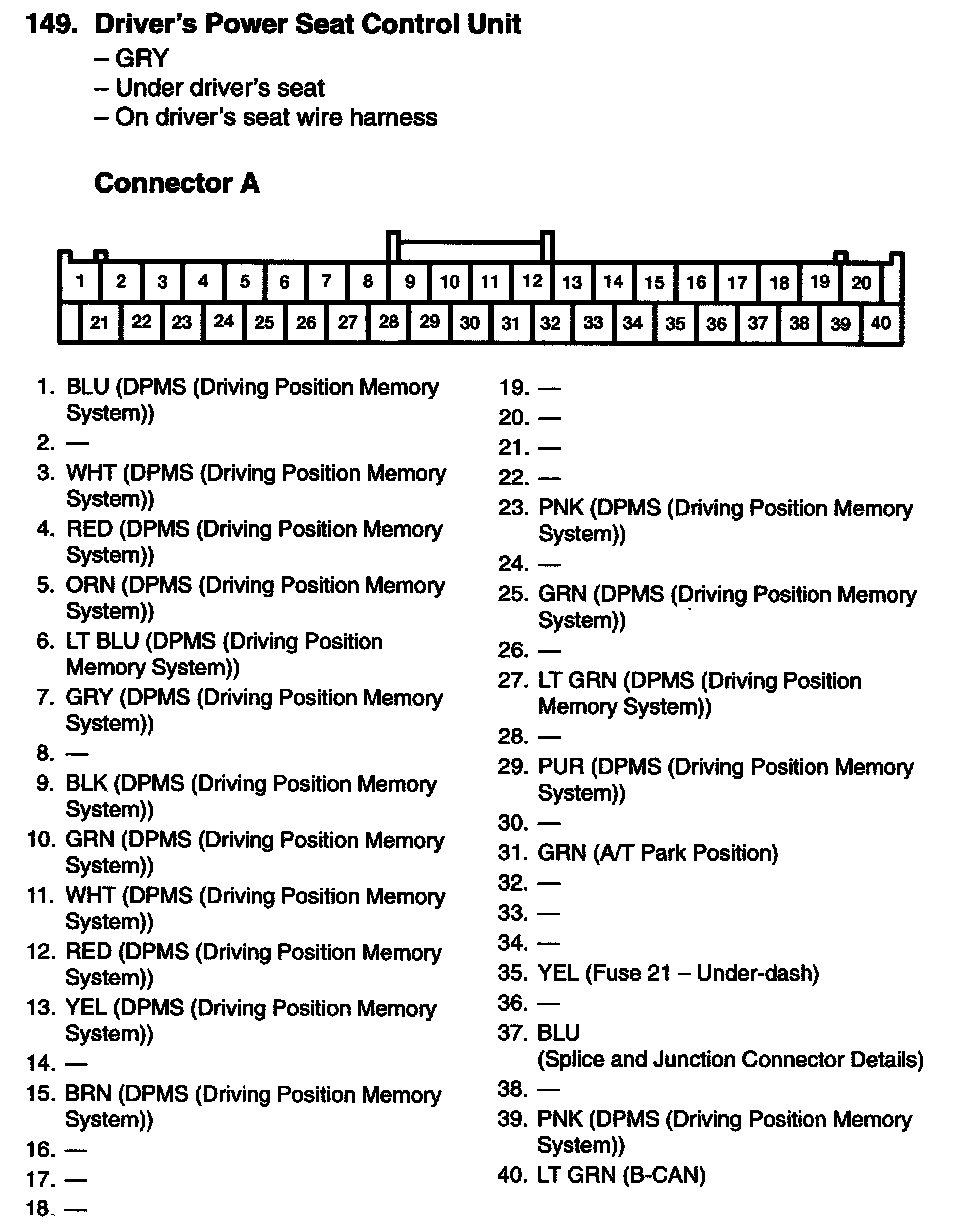 149. Driver's Power Seat Control Unit
– GRY
– Under driver's seat
– On driver's seat wire harness
Connector A
1 2 3 4 5 6 7 8 9 10 11 12 13 14 15 16 17 18 19 20
21 22 23 24 25 26 27 28 29 30 31 32 33 34 35 36 37 38 39 40
1. BLU (DPMS (Driving Position Memory
System))
2. —
3. WHT (DPMS (Driving Position Memory
System))
4. RED (DPMS (Driving Position Memory
System))
5. ORN (DPMS (Driving Position Memory
System))
6. LT BLU (DPMS (Driving Position
Memory System))
7. GRY (DPMS (Driving Position Memory
System))
8. —
9. BLK (DPMS (Driving Position Memory
System))
10. GRN (DPMS (Driving Position Memory
System))
11. WHT (DPMS (Driving Position Memory
System))
12. RED (DPMS (Driving Position Memory
System))
13. YEL (DPMS (Driving Position Memory
System))
14. —
15. BRN (DPMS (Driving Position Memory
System))
16. —
17. —
18. —
19. —
20. —
21. —
22. —
23. PNK (DPMS (Driving Position Memory
System))
24. —
25. GRN (DPMS (Driving Position Memory
System))
26. —
27. LT GRN (DPMS (Driving Position
Memory System))
28. —
29. PUR (DPMS (Driving Position Memory
System))
30. —
31. GRN (A/T Park Position)
32. —
33. —
34. —
35. YEL (Fuse 21 – Under-dash)
36. —
37. BLU
(Splice and Junction Connector Details)
38. —
39. PNK (DPMS (Driving Position Memory
System))
40. LT GRN (B-CAN)